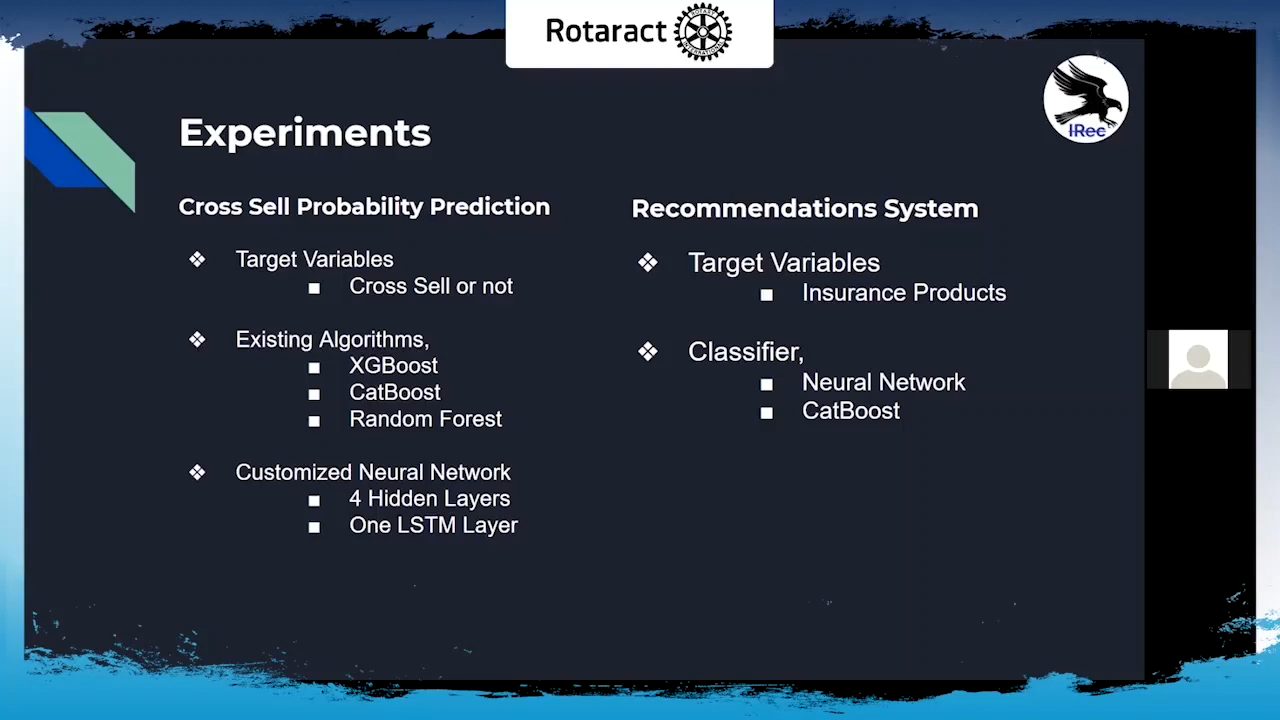 Rotaract
ROTARY
INTERNATIONAL
IRec
Experiments
Cross Sell Probability Prediction
❖ Target Variables
■ Cross Sell or not
❖ Existing Algorithms,
■ XGBoost
■ CatBoost
■ Random Forest
❖ Customized Neural Network
■ 4 Hidden Layers
■ One LSTM Layer
Recommendations System
❖ Target Variables
■ Insurance Products
❖ Classifier,
■ Neural Network
■ CatBoost